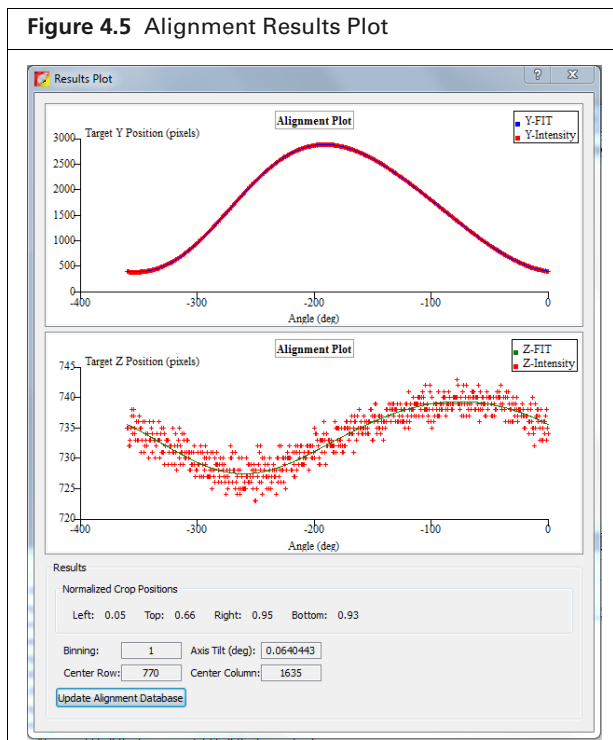 Figure 4.5 Alignment Results Plot
Results Plot
Alignment Plot
Target Y Position (pixels)
Y-FIT
Y-Intensity
3000
2500
2000
1500
1000
500
0
-400 -300 -200 -100 0
Angle (deg)
Alignment Plot
Target Z Position (pixels)
Z-FIT
Z-Intensity
745
740
735
730
725
720
-400 -300 -200 -100 0
Angle (deg)
Results
Normalized Crop Positions
Left: 0.05 Top: 0.66 Right: 0.95 Bottom: 0.93
Binning: 1 Axis Tilt (deg): 0.0640443
Center Row: 770 Center Column: 1635
Update Alignment Database